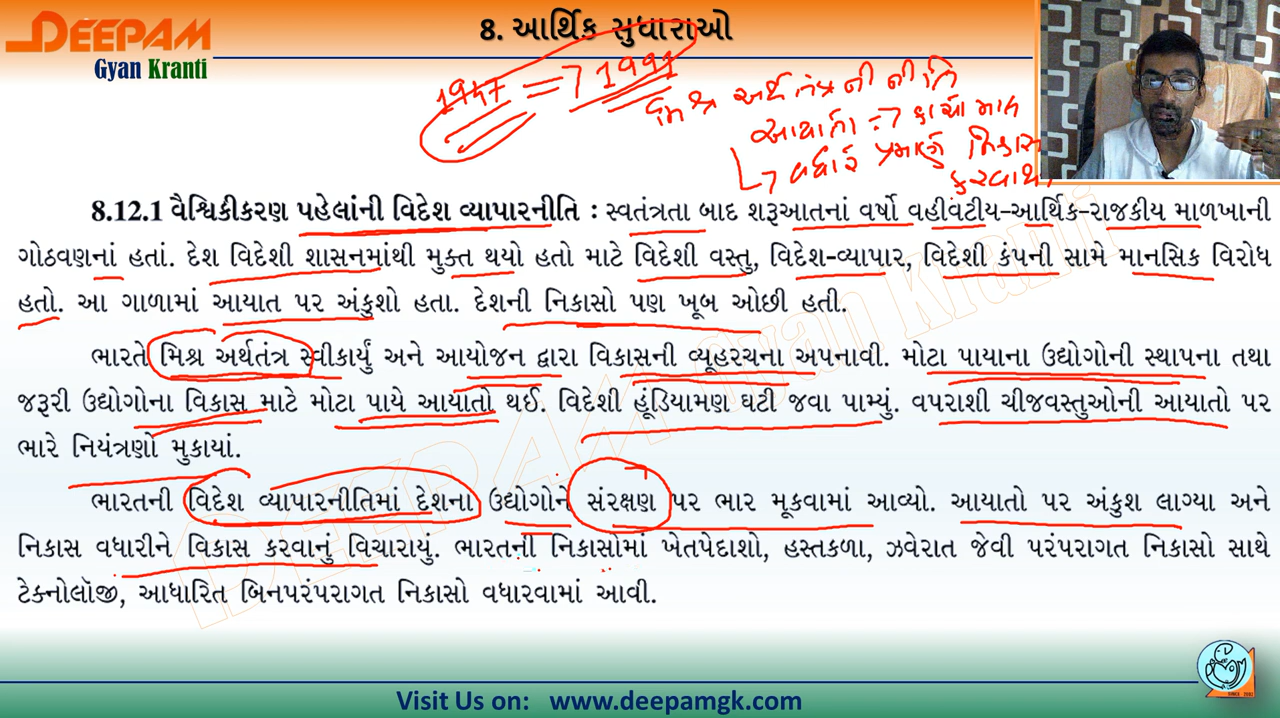 DEEPAM
Gyan Kranti
8. આર્થિક સુધારાઓ
1947 = 7 1991
મિશ્ર અર્થતંત્ર ની નીતિ
આયાતો = 7 કાચો માલ
વધારે પ્રમાણે નિકાસ
કરવાથી
8.12.1 વૈશ્વિકીકરણ પહેલાંની વિદેશ વ્યાપારનીતિ : સ્વતંત્રતા બાદ શરૂઆતનાં વર્ષો વહીવટીય-આર્થિક-રાજકીય માળખાની
ગોઠવણનાં હતાં. દેશ વિદેશી શાસનમાંથી મુક્ત થયો હતો માટે વિદેશી વસ્તુ, વિદેશ-વ્યાપાર, વિદેશી કંપની સામે માનસિક વિરોધ
હતો. આ ગાળામાં આયાત પર અંકુશો હતા. દેશની નિકાસો પણ ખૂબ ઓછી હતી.
ભારતે મિશ્ર અર્થતંત્ર સ્વીકાર્યું અને આયોજન દ્વારા વિકાસની વ્યૂહરચના અપનાવી. મોટા પાયાના ઉદ્યોગોની સ્થાપના તથા
જરૂરી ઉદ્યોગોના વિકાસ માટે મોટા પાયે આયાતો થઈ. વિદેશી હૂંડિયામણ ઘટી જવા પામ્યું. વપરાશી ચીજવસ્તુઓની આયાતો પર
ભારે નિયંત્રણો મુકાયાં.
ભારતની વિદેશ વ્યાપારનીતિમાં દેશના ઉદ્યોગોને સંરક્ષણ પર ભાર મૂકવામાં આવ્યો. આયાતો પર અંકુશ લાગ્યા અને
નિકાસ વધારીને વિકાસ કરવાનું વિચારાયું. ભારતની નિકાસોમાં ખેતપેદાશો, હસ્તકળા, ઝવેરાત જેવી પરંપરાગત નિકાસો સાથે
ટેક્નોલૉજી, આધારિત બિનપરંપરાગત નિકાસો વધારવામાં આવી.
DEEPAM Gyan Kranti
Visit Us on: www.deepamgk.com